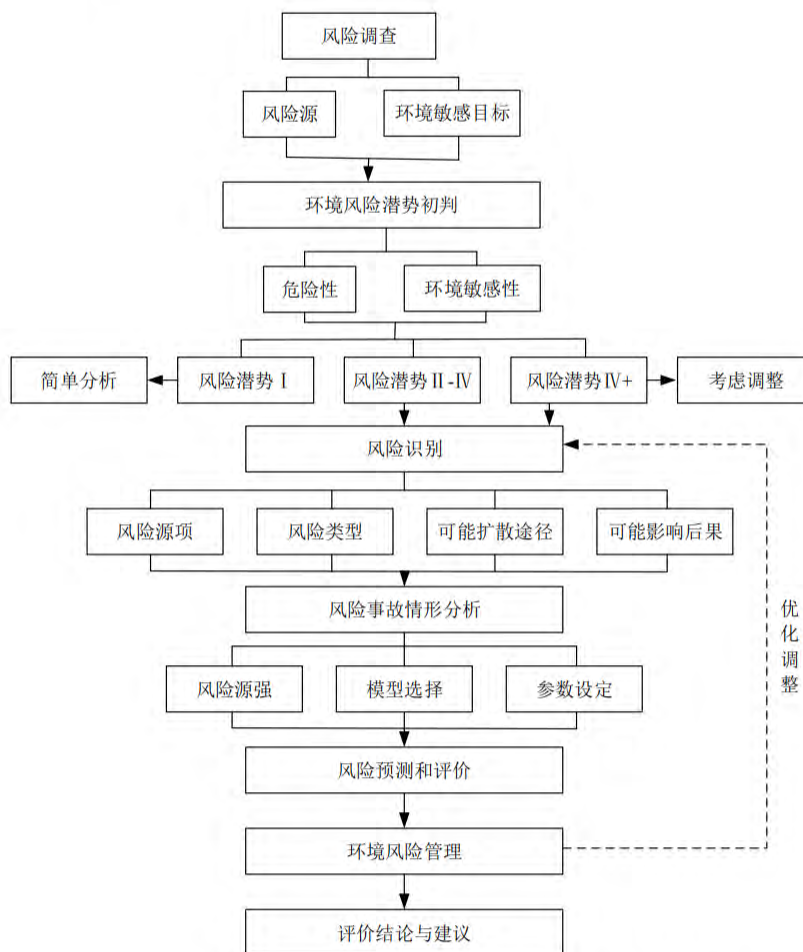 风险调查
风险源
环境敏感目标
环境风险潜势初判
危险性
环境敏感性
简单分析
风险潜势Ⅰ
风险潜势Ⅱ-Ⅳ
风险潜势Ⅳ+
考虑调整
风险识别
风险源项
风险类型
可能扩散途径
可能影响后果
风险事故情形分析
风险源强
模型选择
参数设定
优化调整
风险预测和评价
环境风险管理
评价结论与建议